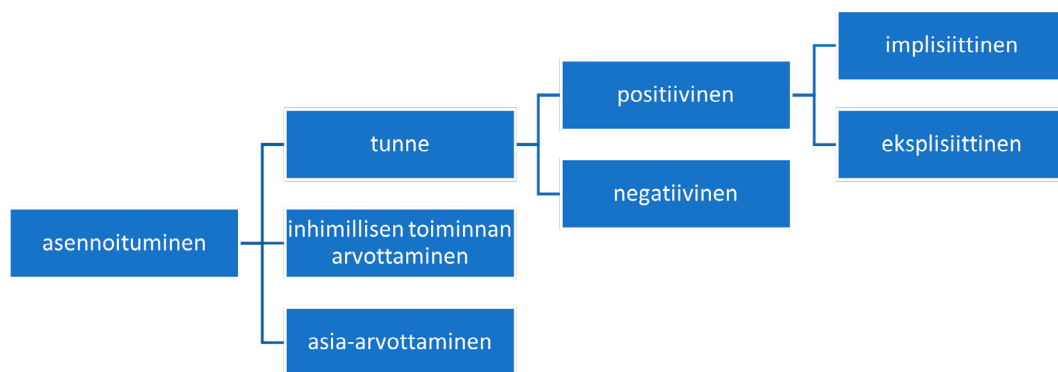 asennoituminen
tunne
inhimillisen toiminnan
arvottaminen
asia-arvottaminen
positiivinen
negatiivinen
implisiittinen
eksplisiittinen